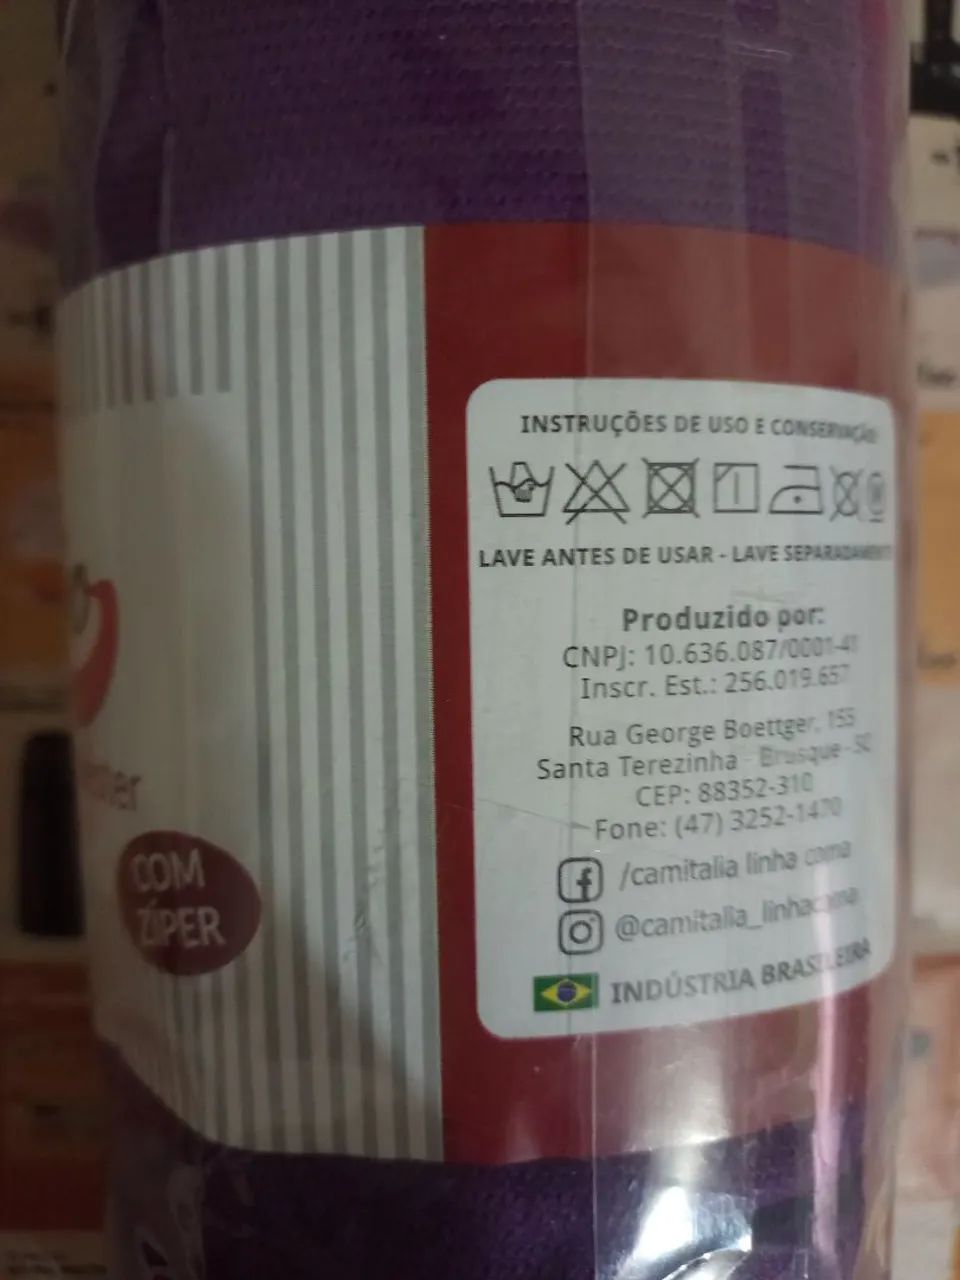 INSTRUÇÕES DE USO E CONSERVAÇÃO
LAVE ANTES DE USAR - LAVE SEPARADAMENTE
Produzido por:
CNPJ: 10.636.087/0001-41
Inscr. Est.: 256.019.657
Rua George Boettger, 155
Santa Terezinha - Brusque - SC
CEP: 88352-310
Fone: (47) 3252-1470
/camitalia linha cama
@camitalia_linhacama
INDÚSTRIA BRASILEIRA
COM
ZÍPER